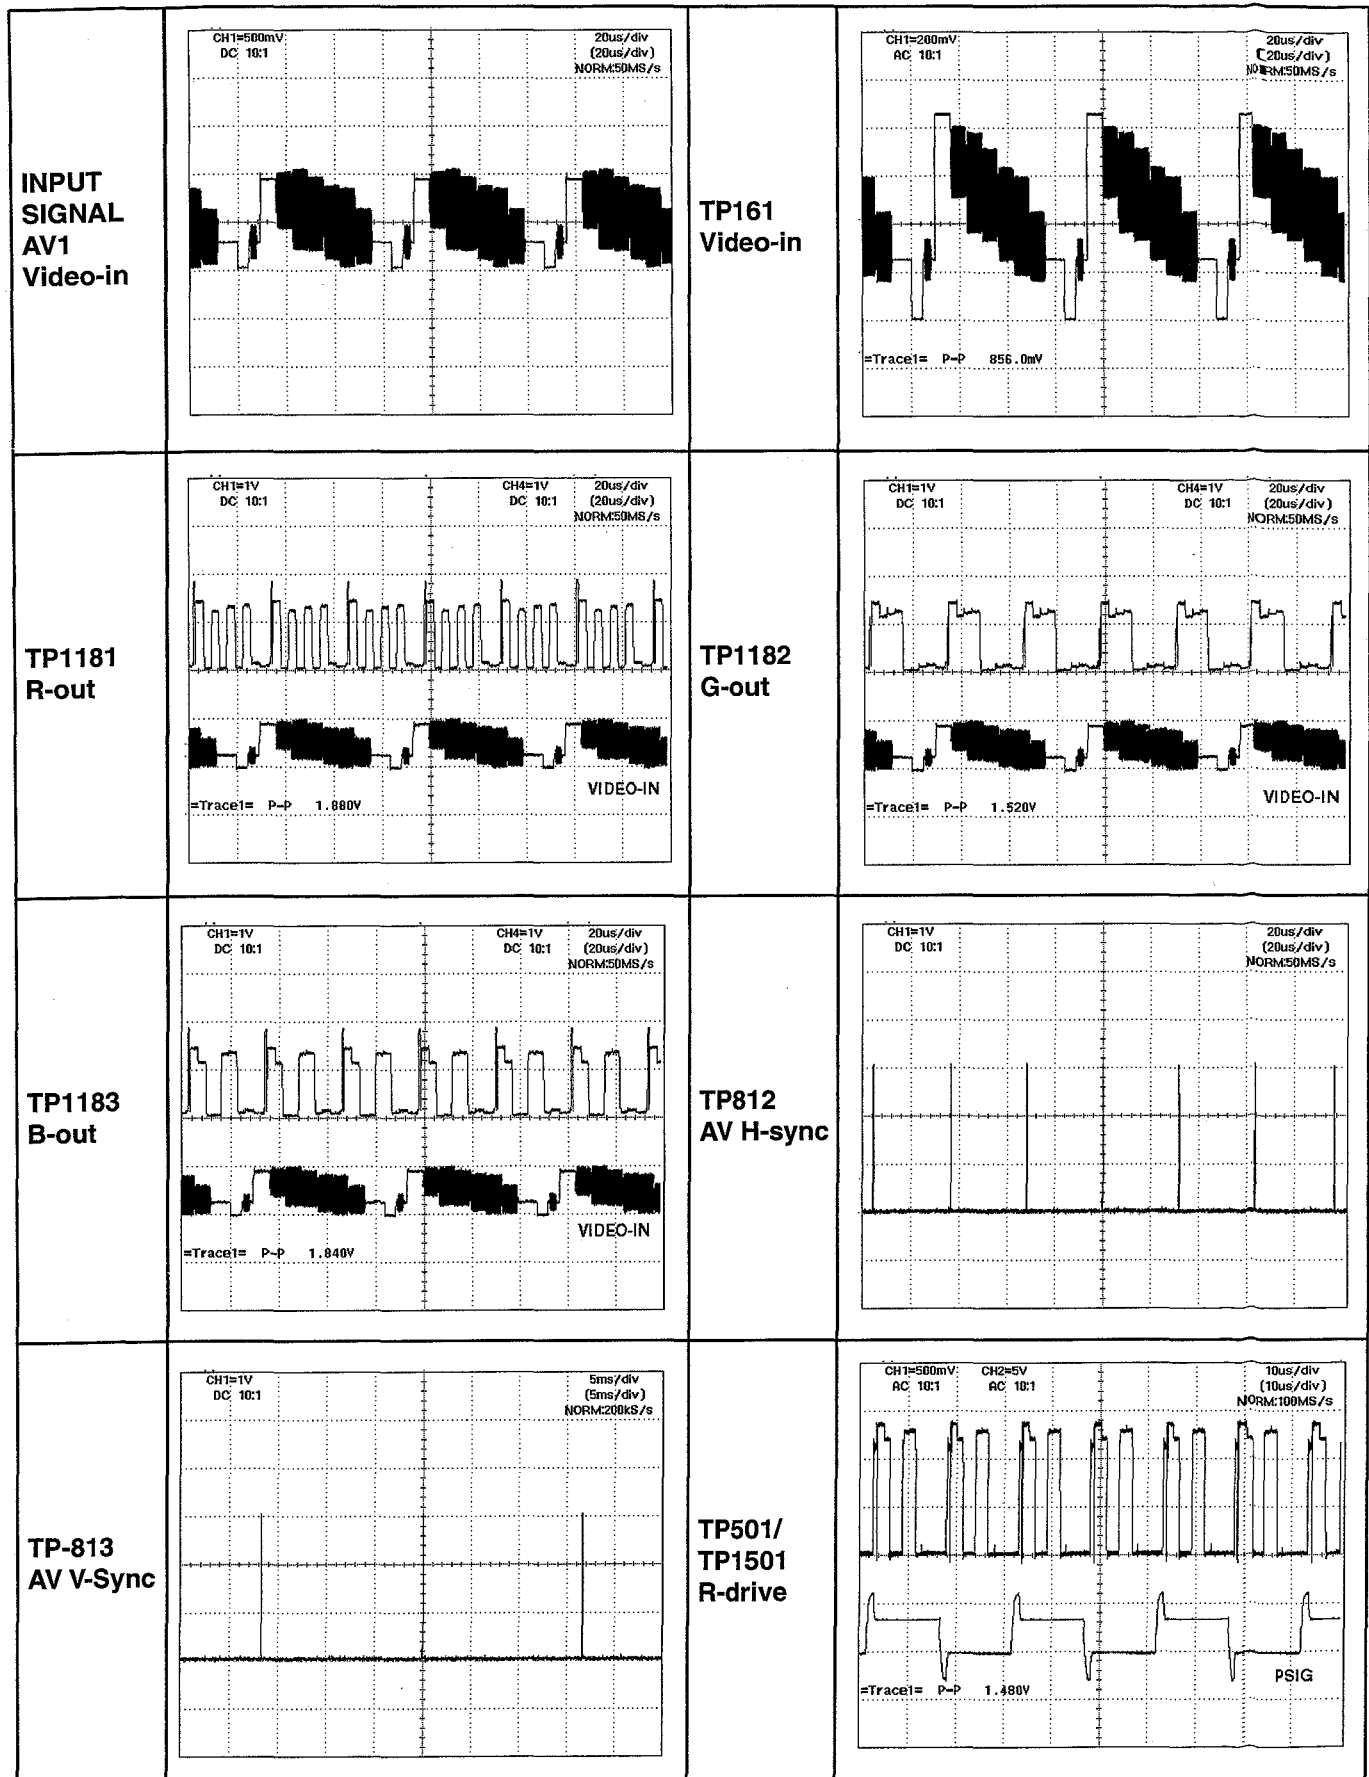 INPUT
SIGNAL
AV1
Video-in
CH1=500mV
DC 10:1
20us/div
(20us/div)
NORM:50MS/s
TP161
Video-in
CH1=200mV
AC 10:1
20us/div
(20us/div)
NORM:50MS/s
=Trace1= P-P 856.0mV
TP1181
R-out
CH1=1V
DC 10:1
CH4=1V
DC 10:1
20us/div
(20us/div)
NORM:50MS/s
VIDEO-IN
=Trace1= P-P 1.880V
TP1182
G-out
CH1=1V
DC 10:1
CH4=1V
DC 10:1
20us/div
(20us/div)
NORM:50MS/s
VIDEO-IN
=Trace1= P-P 1.520V
TP1183
B-out
CH1=1V
DC 10:1
CH4=1V
DC 10:1
20us/div
(20us/div)
NORM:50MS/s
VIDEO-IN
=Trace1= P-P 1.840V
TP812
AV H-sync
CH1=1V
DC 10:1
20us/div
(20us/div)
NORM:50MS/s
TP-813
AV V-Sync
CH1=1V
DC 10:1
5ms/div
(5ms/div)
NORM:200kS/s
TP501/
TP1501
R-drive
CH1=500mV CH2=5V
AC 10:1 AC 10:1
10us/div
(10us/div)
NORM:100MS/s
PSIG
=Trace1= P-P 1.480V